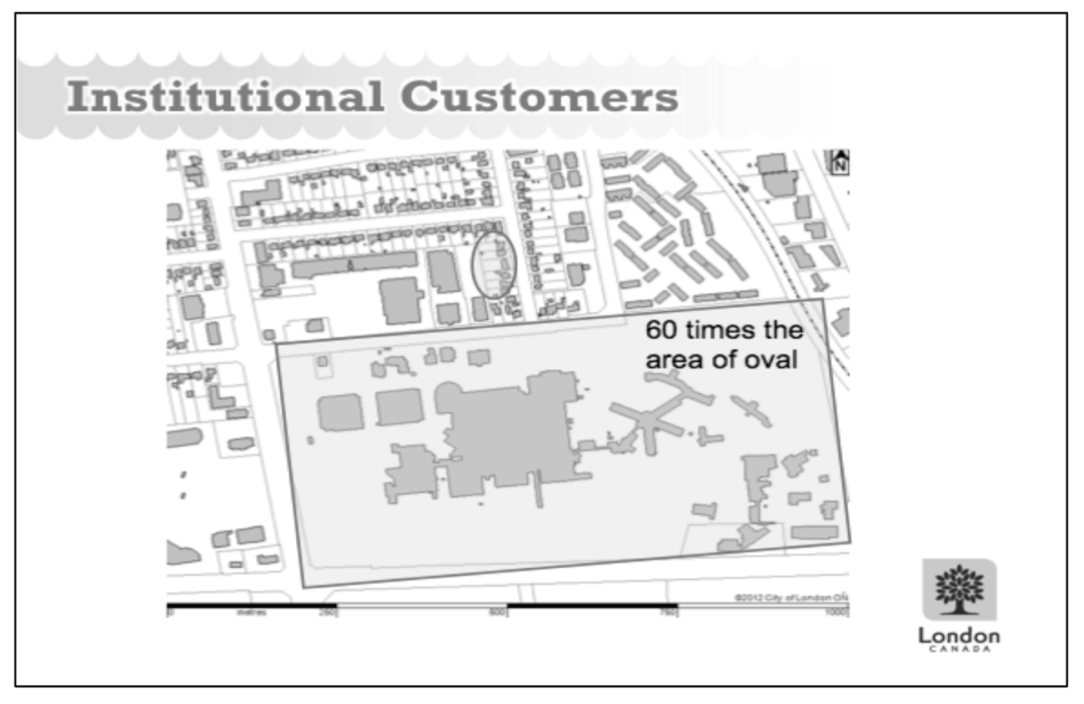 Institutional Customers
N
60 times the
area of oval
©2012 City of London ON
0 metres 250 500 750 1000
London
CANADA